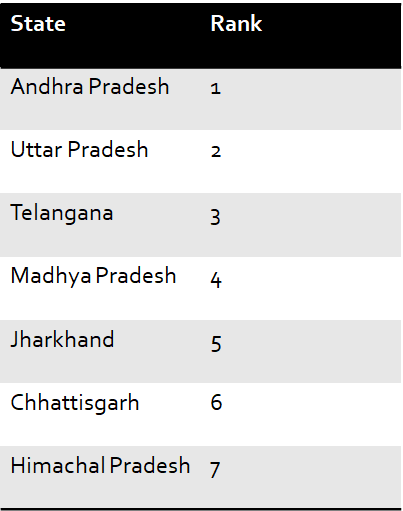 State Rank
Andhra Pradesh 1
Uttar Pradesh 2
Telangana 3
Madhya Pradesh 4
Jharkhand 5
Chhattisgarh 6
Himachal Pradesh 7